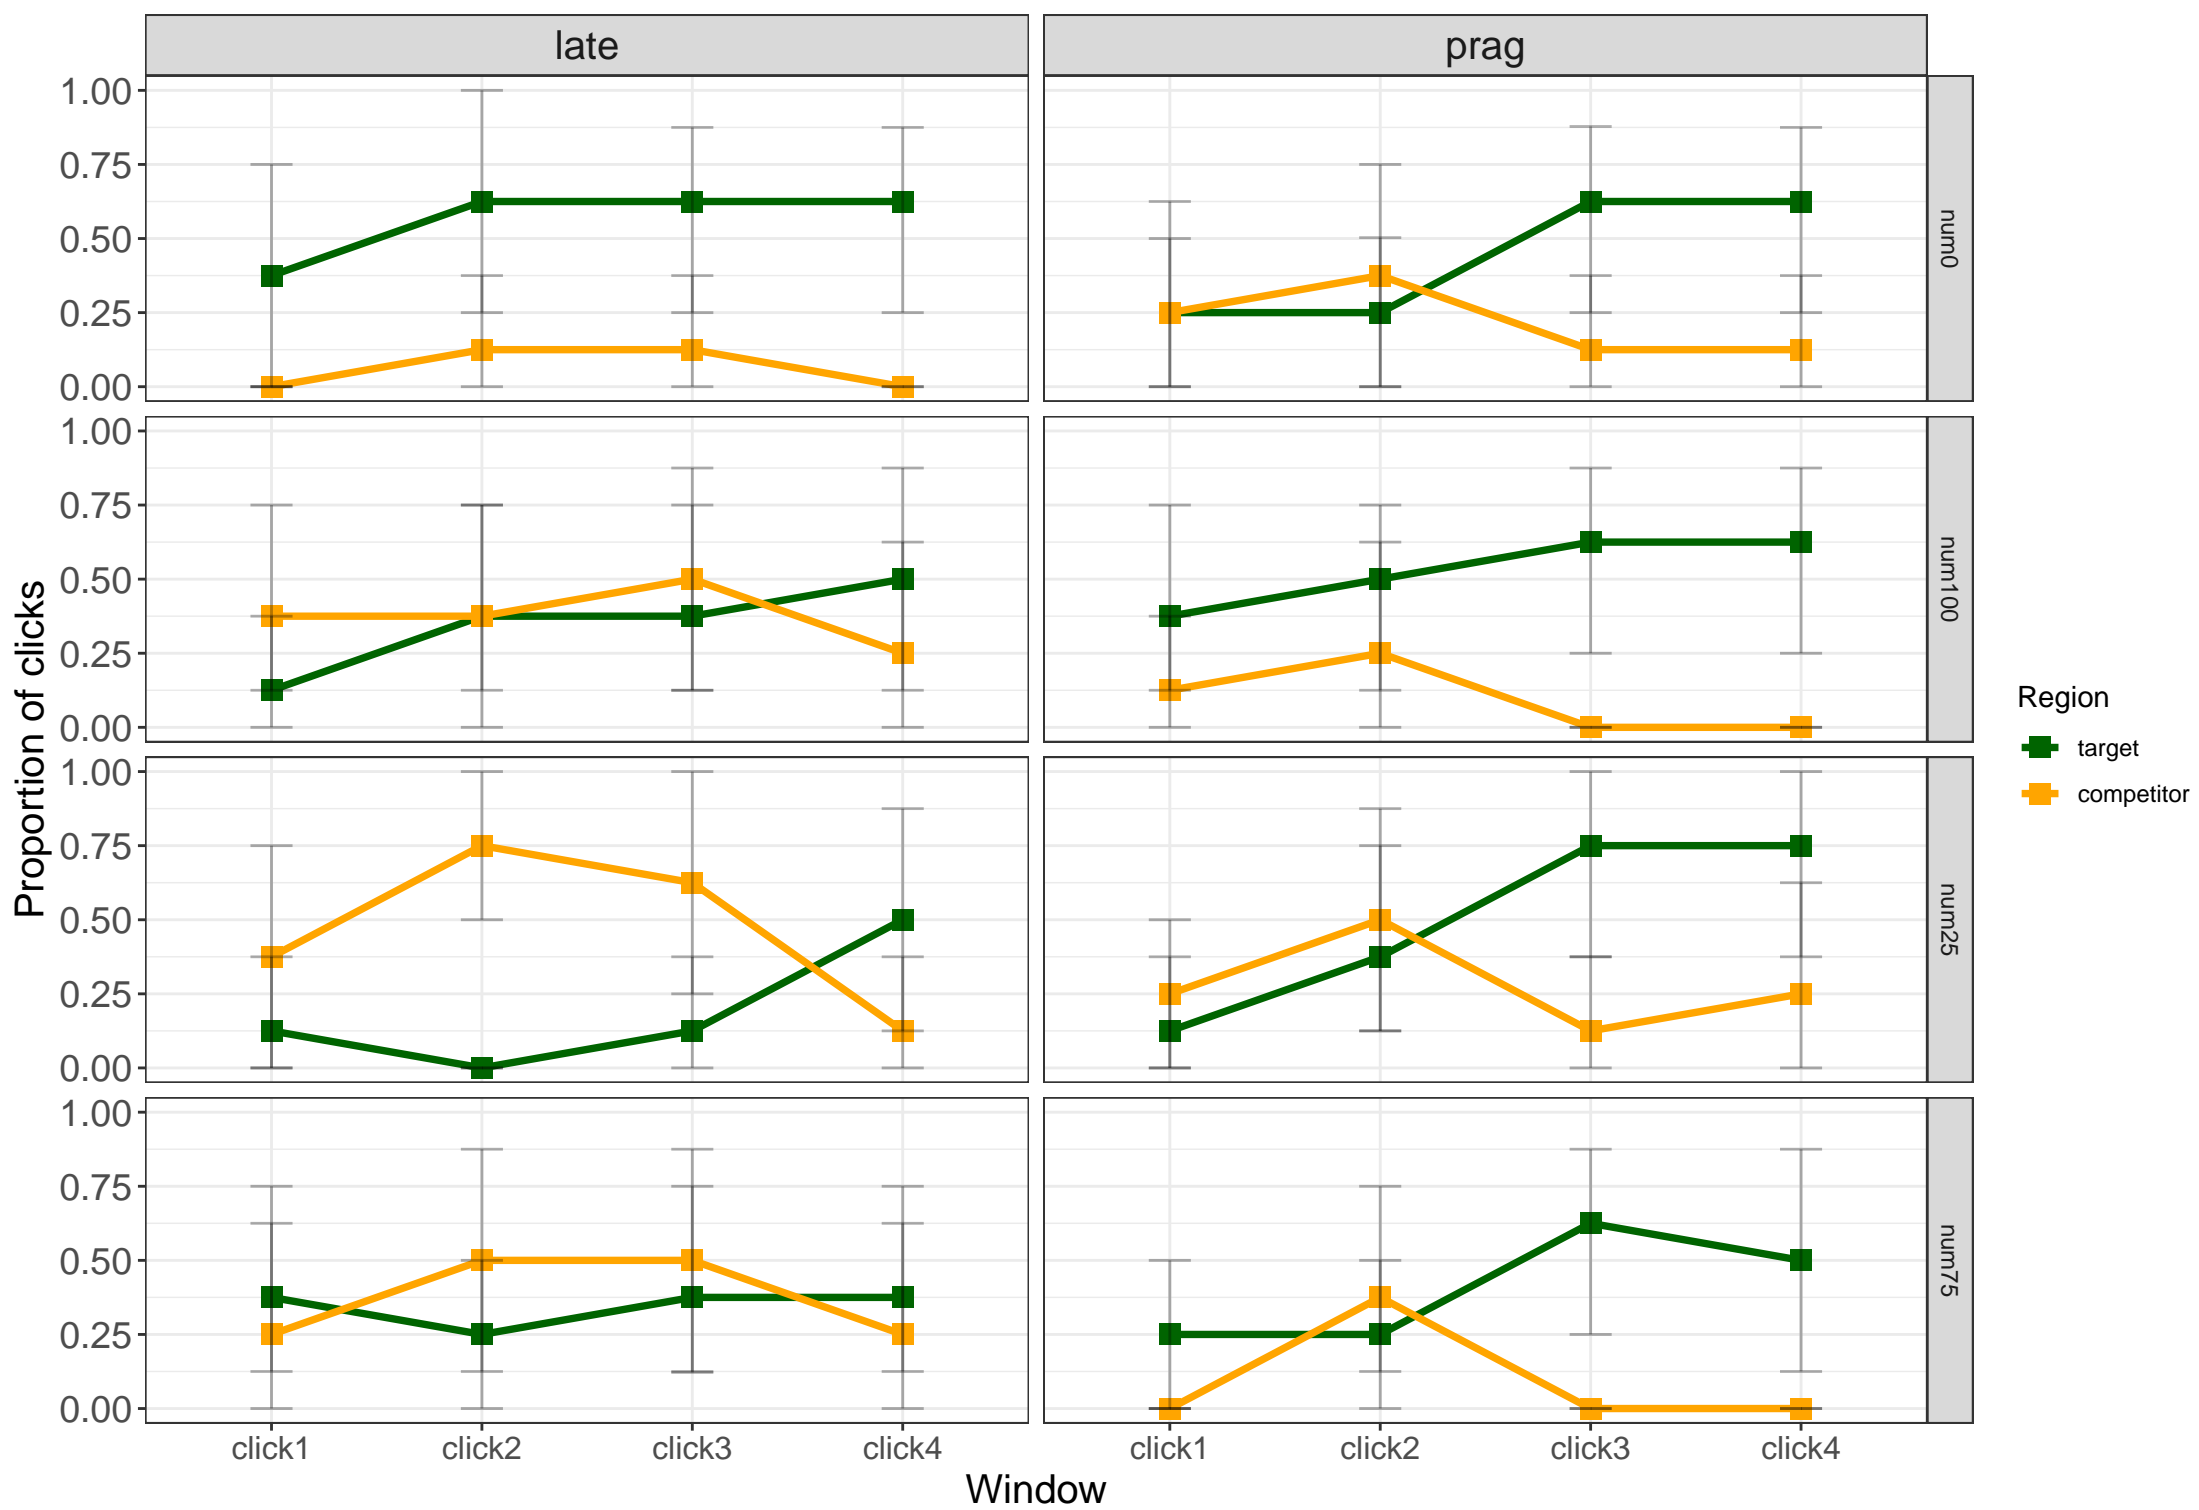 late
prag
1.00
0.75
0.50
0.25
0.00
num0
1.00
0.75
0.50
0.25
0.00
num100
1.00
0.75
0.50
0.25
0.00
num25
1.00
0.75
0.50
0.25
0.00
num75
Proportion of clicks
click1 click2 click3 click4
click1 click2 click3 click4
Window
Region
target
competitor